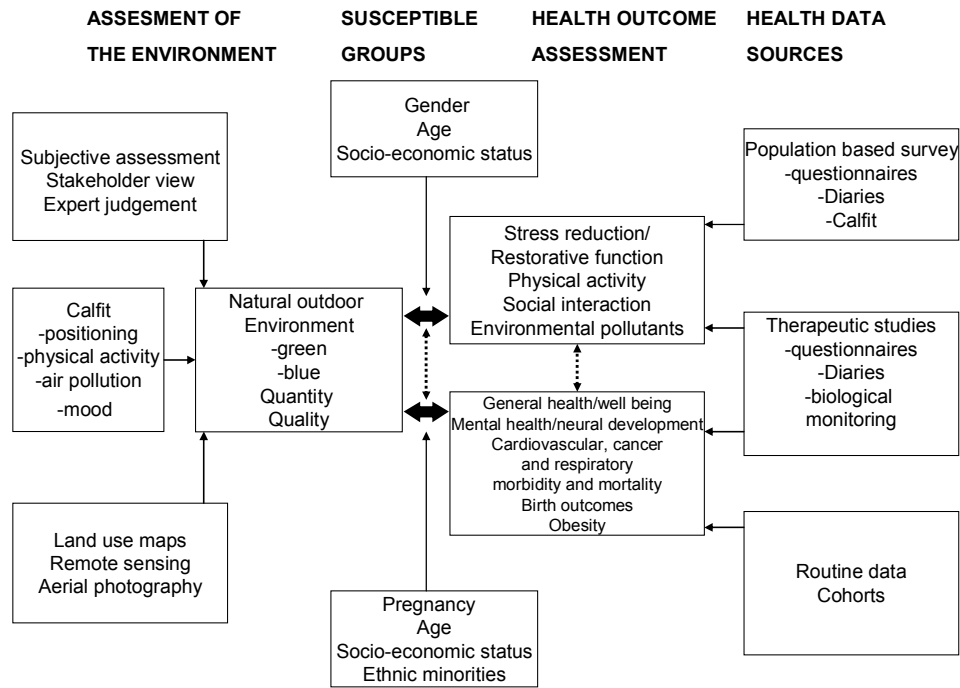 ASSESMENT OF
THE ENVIRONMENT
SUSCEPTIBLE
GROUPS
HEALTH OUTCOME
ASSESSMENT
HEALTH DATA
SOURCES
Subjective assessment
Stakeholder view
Expert judgement
Calfit
-positioning
-physical activity
-air pollution
-mood
Land use maps
Remote sensing
Aerial photography
Natural outdoor
Environment
-green
-blue
Quantity
Quality
Gender
Age
Socio-economic status
Pregnancy
Age
Socio-economic status
Ethnic minorities
Stress reduction/
Restorative function
Physical activity
Social interaction
Environmental pollutants
General health/well being
Mental health/neural development
Cardiovascular, cancer
and respiratory
morbidity and mortality
Birth outcomes
Obesity
Population based survey
-questionnaires
-Diaries
-Calfit
Therapeutic studies
-questionnaires
-Diaries
-biological
monitoring
Routine data
Cohorts